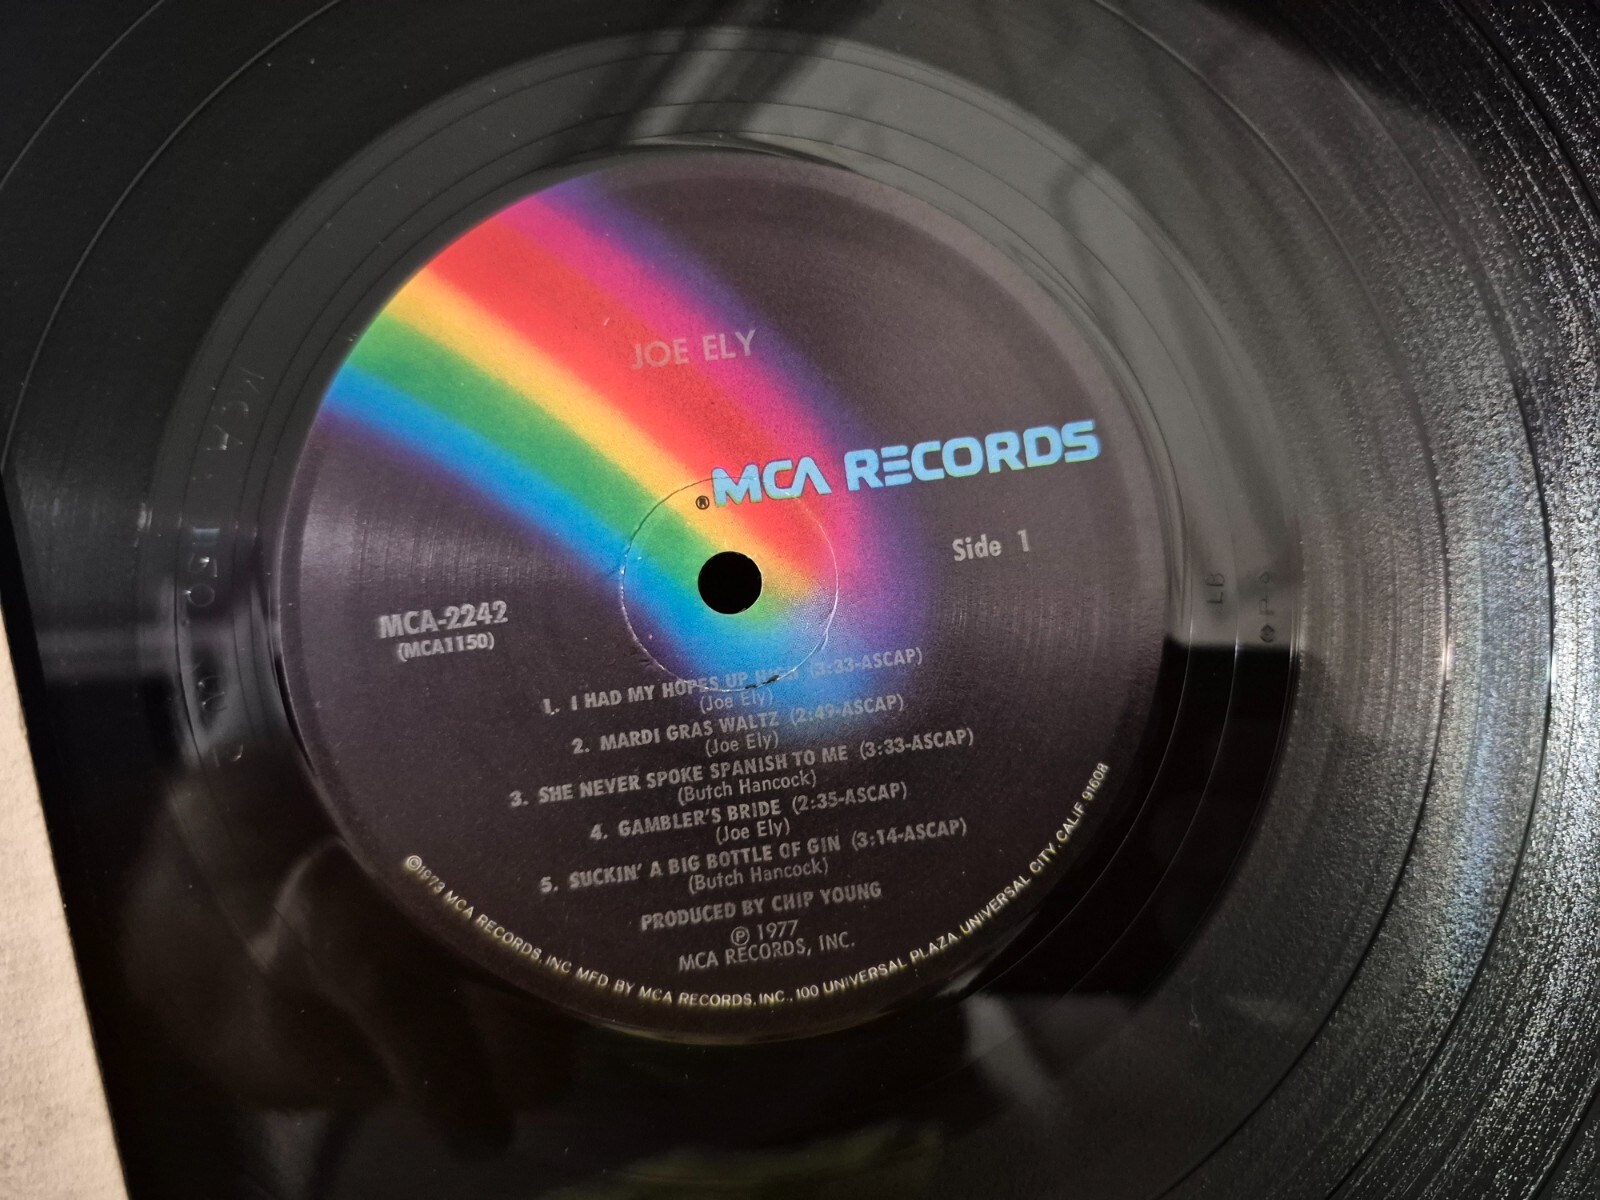 JOE ELY
® MCA RECORDS
Side 1
MCA-2242
(MCA1150)
1. I HAD MY HOPES UP HIGH (3:33-ASCAP)
(Joe Ely)
2. MARDI GRAS WALTZ (2:49-ASCAP)
(Joe Ely)
3. SHE NEVER SPOKE SPANISH TO ME (3:33-ASCAP)
(Butch Hancock)
4. GAMBLER'S BRIDE (2:35-ASCAP)
(Joe Ely)
5. SUCKIN' A BIG BOTTLE OF GIN (3:14-ASCAP)
(Butch Hancock)
PRODUCED BY CHIP YOUNG
℗ 1977
MCA RECORDS, INC.
©1973 MCA RECORDS, INC MFD BY MCA RECORDS, INC., 100 UNIVERSAL PLAZA, UNIVERSAL CITY, CALIF 91608